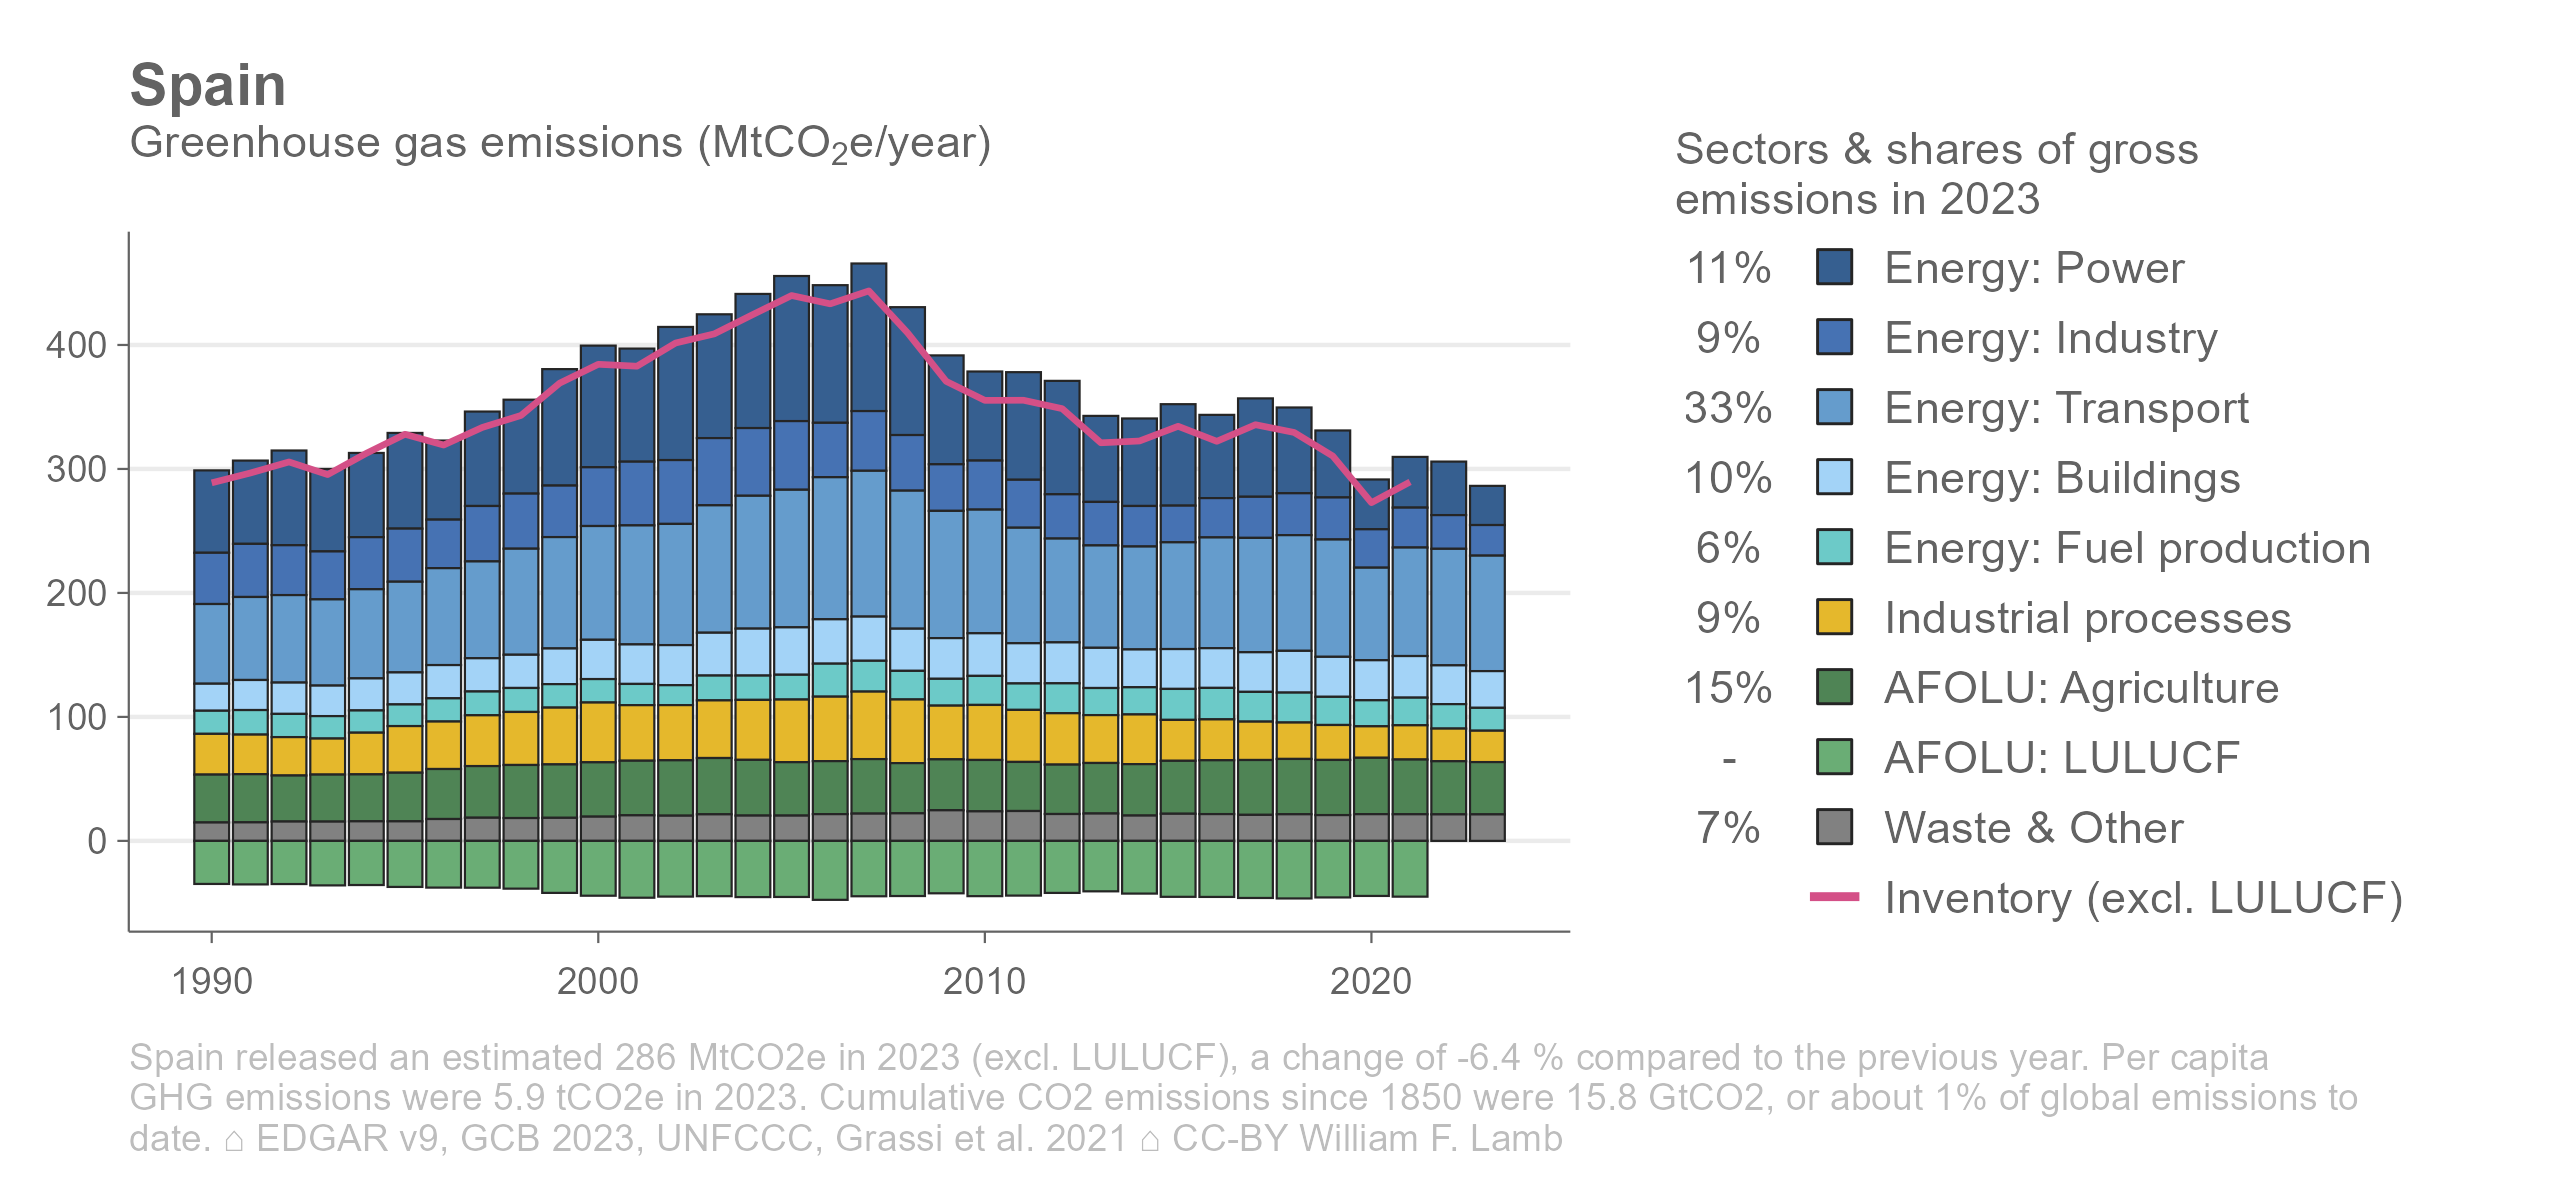 Spain
Greenhouse gas emissions (MtCO₂e/year)
Sectors & shares of gross
emissions in 2023
11% Energy: Power
9% Energy: Industry
33% Energy: Transport
10% Energy: Buildings
6% Energy: Fuel production
9% Industrial processes
15% AFOLU: Agriculture
- AFOLU: LULUCF
7% Waste & Other
Inventory (excl. LULUCF)
400
300
200
100
0
1990 2000 2010 2020
Spain released an estimated 286 MtCO2e in 2023 (excl. LULUCF), a change of -6.4 % compared to the previous year. Per capita
GHG emissions were 5.9 tCO2e in 2023. Cumulative CO2 emissions since 1850 were 15.8 GtCO2, or about 1% of global emissions to
date. ⌂ EDGAR v9, GCB 2023, UNFCCC, Grassi et al. 2021 ⌂ CC-BY William F. Lamb